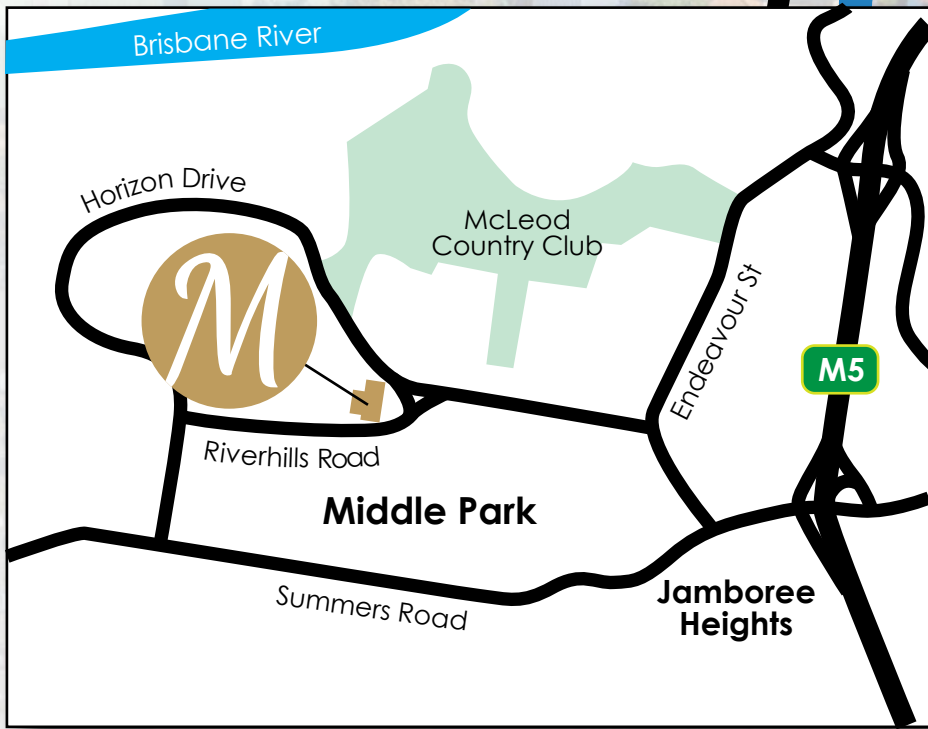 Brisbane River
Horizon Drive
McLeod
Country Club
M
Endeavour St
M5
Riverhills Road
Middle Park
Summers Road
Jamboree
Heights